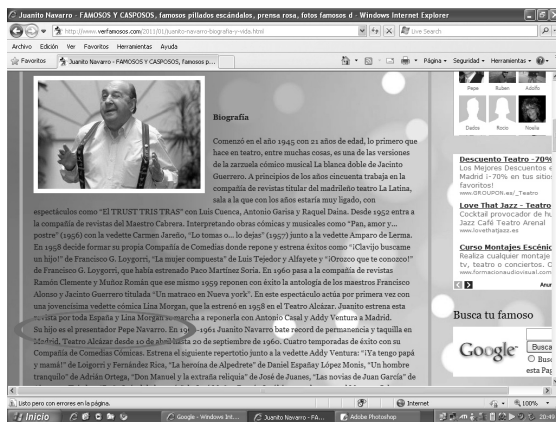 Juanito Navarro - FAMOSOS Y CASPOSOS, famosos pillados escándalos, prensa rosa, fotos famosos d - Windows Internet Explorer
http://www.verfamosos.com/2011/01/juanito-navarro-biografia-y-vida.html
Live Search
Archivo Edición Ver Favoritos Herramientas Ayuda
Favoritos Juanito Navarro - FAMOSOS Y CASPOSOS, famosos p...
Página Seguridad Herramientas
Pepe Ruben Adolfo
Dados Rocio Noelia
Biografía
Comenzó en el año 1945 con 21 años de edad, lo primero que
hace en teatro, entre muchas cosas, es una de las versiones
de la zarzuela cómico musical La blanca doble de Jacinto
Guerrero. A principios de los años cincuenta trabaja en la
compañía de revistas titular del madrileño teatro La Latina,
sala a la que con los años estaría muy ligado, con
espectáculos como "El TRUST TRIS TRAS" con Luis Cuenca, Antonio Garisa y Raquel Daina. Desde 1952 entra a
la compañía de revistas del Maestro Cabrera. Interpretando obras cómicas y musicales como "Pan, amor y...
postre" (1956) con la vedette Carmen Jareño, "Lo tomas o... lo dejas" (1957) junto a la vedette Amparo de Lerma.
En 1958 decide formar su propia Compañía de Comedias donde repone y estrena éxitos como "¡Clavijo buscame
un hijo!" de Francisco G. Loygorri, "La mujer compuesta" de Luis Tejedor y Alfayete y "¡Orozco que te conozco!"
de Francisco G. Loygorri, que había estrenado Paco Martínez Soria. En 1960 pasa a la compañía de revistas
Ramón Clemente y Muñoz Román que ese mismo 1959 reponen con éxito la antología de los maestros Francisco
Alonso y Jacinto Guerrero titulada "Un matraco en Nueva york". En este espectáculo actúa por primera vez con
una jovencísima vedette cómica Lina Morgan, que la estrenó en 1958 en el Teatro Alcázar. Juanito estrena esta
revista por toda España y Lina Morgan se marcha a reponerla con Antonio Casal y Addy Ventura a Madrid.
Su hijo es el presentador Pepe Navarro. En 1960-1961 Juanito Navarro bate record de permanencia y taquilla en
Madrid, Teatro Alcázar desde 10 de abril hasta 20 de septiembre de 1960. Cuatro temporadas de éxito con su
Compañía de Comedias Cómicas. Estrena el siguiente repertorio junto a la vedette Addy Ventura: "¡Ya tengo papá
y mamá!" de Loigorri y Fernández Rica, "La heroína de Alpedrete" de Daniel España y López Monis, "Un hombre
tranquilo" de Adrián Ortega, "Don Manuel y la extraña reliquia" de José de Juanes, "Las novias de Juan García" de
Descuento Teatro -70%
Los Mejores Descuentos e
Madrid ¡-70% en tus sitios
favoritos!
www.GROUPON.es/_Teatro
Love That Jazz - Teatro
Cocktail provocador de hu
Jazz Café Teatro Arenal
www.lovethatjazz.es
Curso Montajes Escénic
Realiza cualquier montaje
tv, teatro o conciertos. C
www.formacionaudiovisual.com
Anun
Busca tu famoso
Google
Busca
Busc
esta Pag
Listo pero con errores en la página.
Internet
100%
Inicio
Google - Windows Int...
Juanito Navarro - FA...
Adobe Photoshop
20:49